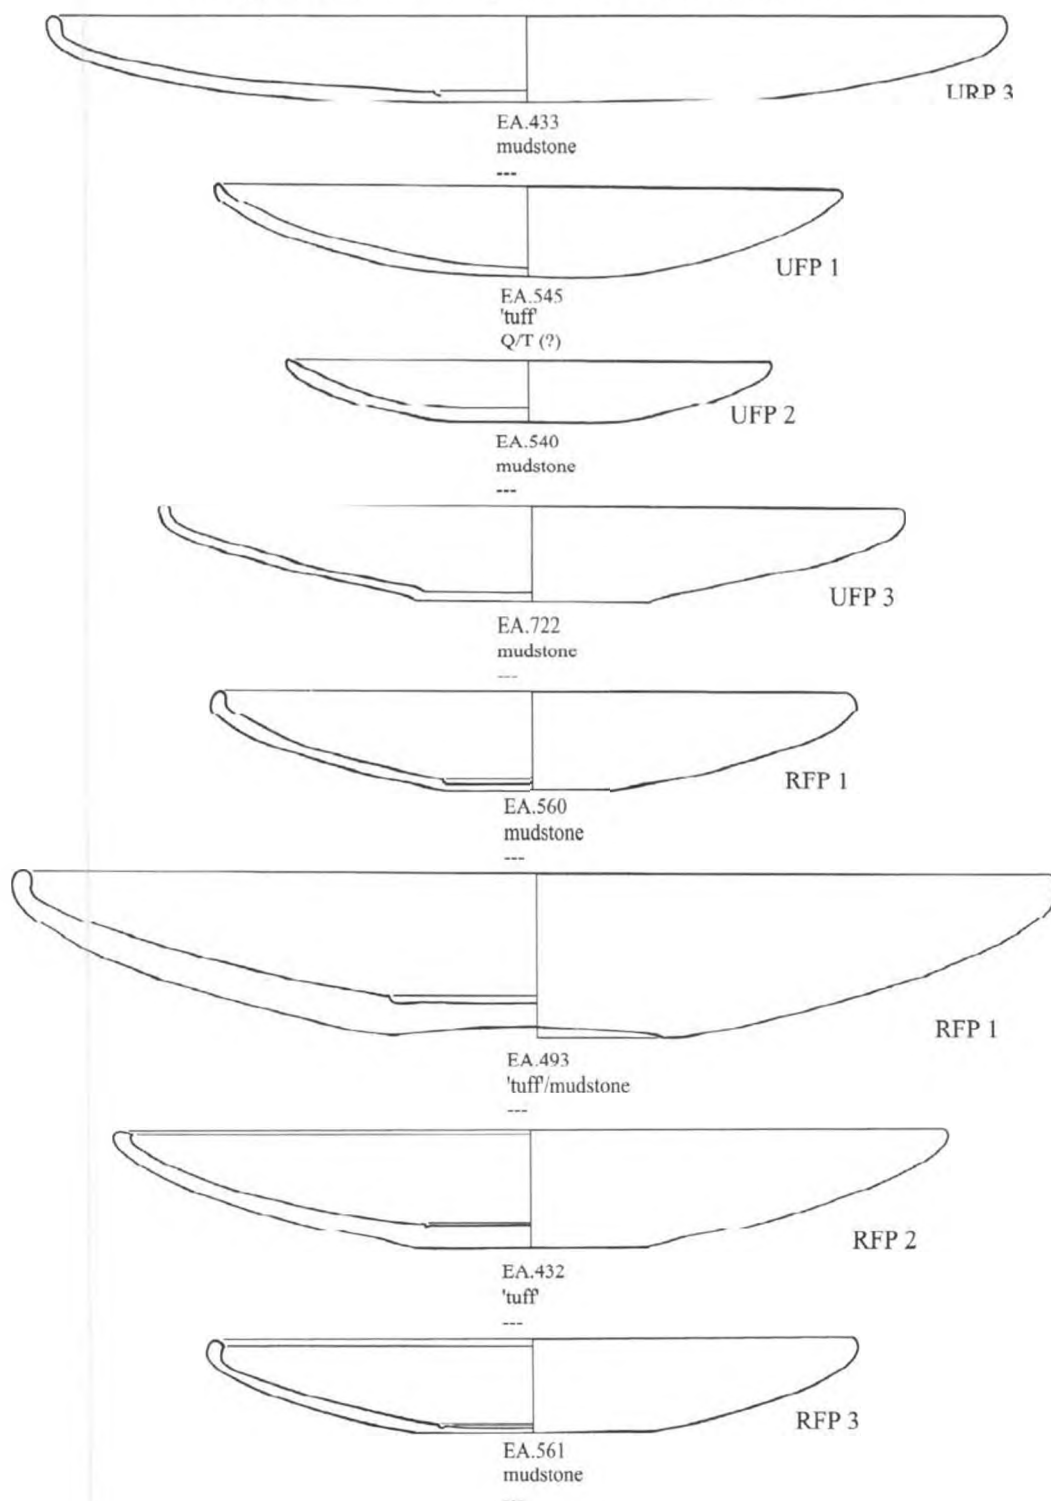 URP 3
EA.433
mudstone
---
UFP 1
EA.545
'tuff'
Q/T (?)
UFP 2
EA.540
mudstone
---
UFP 3
EA.722
mudstone
---
RFP 1
EA.560
mudstone
---
RFP 1
EA.493
'tuff'/mudstone
---
RFP 2
EA.432
'tuff'
---
RFP 3
EA.561
mudstone
---